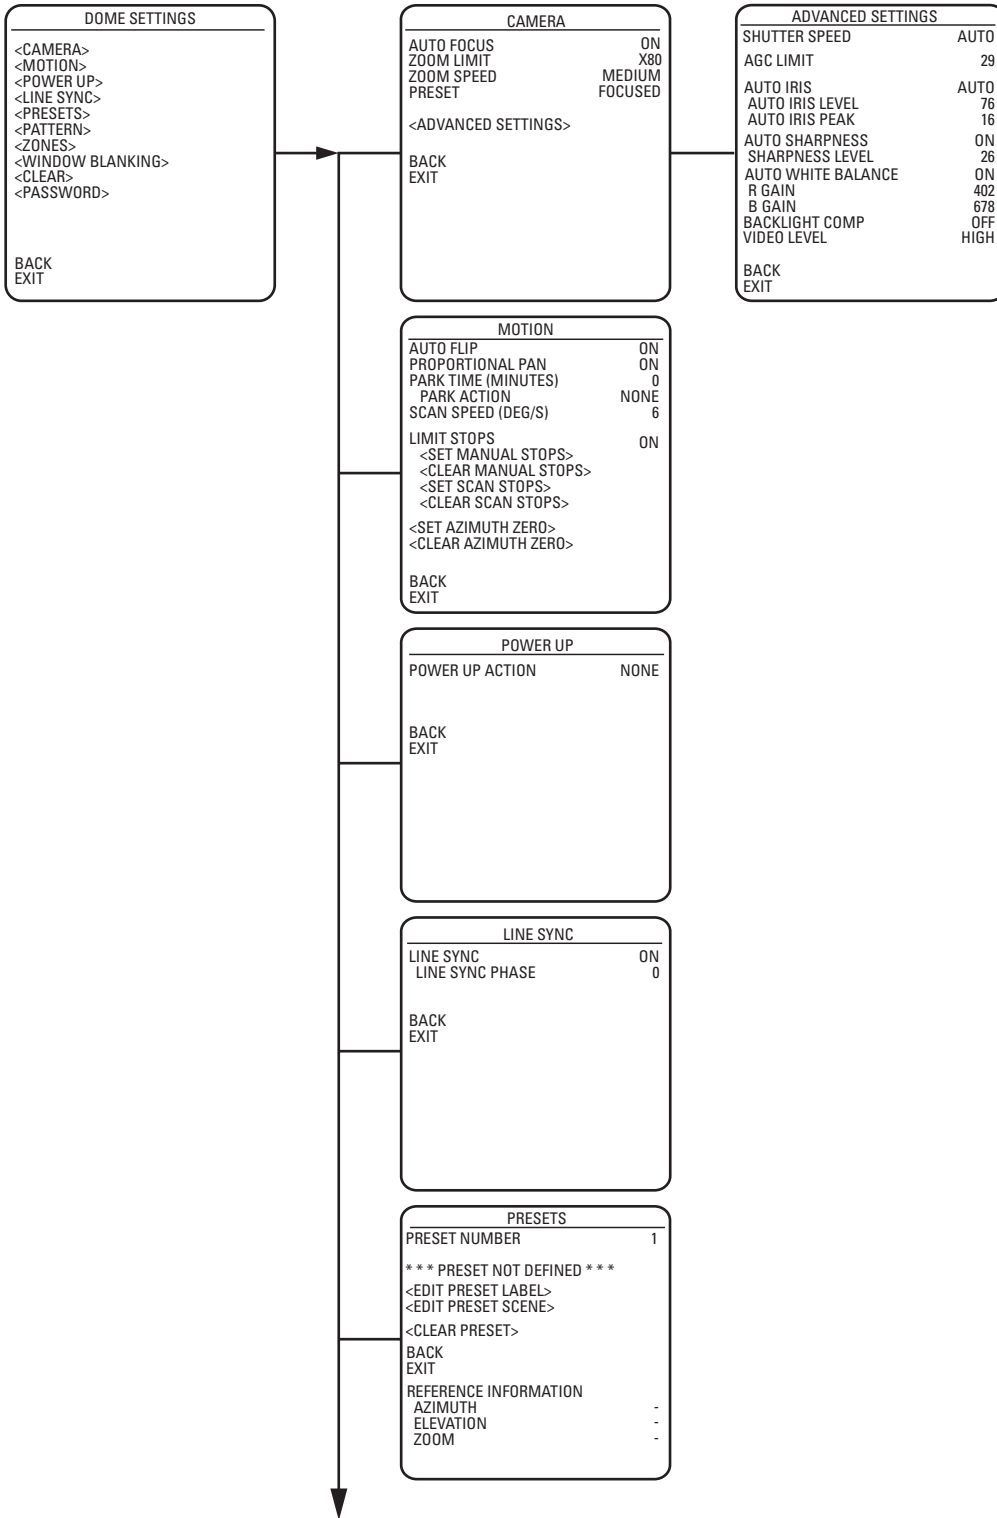 DOME SETTINGS
<CAMERA>
<MOTION>
<POWER UP>
<LINE SYNC>
<PRESETS>
<PATTERN>
<ZONES>
<WINDOW BLANKING>
<CLEAR>
<PASSWORD>
BACK
EXIT
CAMERA
AUTO FOCUS ON
ZOOM LIMIT X80
ZOOM SPEED MEDIUM
PRESET FOCUSED
<ADVANCED SETTINGS>
BACK
EXIT
ADVANCED SETTINGS
SHUTTER SPEED AUTO
AGC LIMIT 29
AUTO IRIS AUTO
AUTO IRIS LEVEL 76
AUTO IRIS PEAK 16
AUTO SHARPNESS ON
SHARPNESS LEVEL 26
AUTO WHITE BALANCE ON
R GAIN 402
B GAIN 678
BACKLIGHT COMP OFF
VIDEO LEVEL HIGH
BACK
EXIT
MOTION
AUTO FLIP ON
PROPORTIONAL PAN ON
PARK TIME (MINUTES) 0
PARK ACTION NONE
SCAN SPEED (DEG/S) 6
LIMIT STOPS ON
<SET MANUAL STOPS>
<CLEAR MANUAL STOPS>
<SET SCAN STOPS>
<CLEAR SCAN STOPS>
<SET AZIMUTH ZERO>
<CLEAR AZIMUTH ZERO>
BACK
EXIT
POWER UP
POWER UP ACTION NONE
BACK
EXIT
LINE SYNC
LINE SYNC ON
LINE SYNC PHASE 0
BACK
EXIT
PRESETS
PRESET NUMBER 1
* * * PRESET NOT DEFINED * * *
<EDIT PRESET LABEL>
<EDIT PRESET SCENE>
<CLEAR PRESET>
BACK
EXIT
REFERENCE INFORMATION
AZIMUTH -
ELEVATION -
ZOOM -